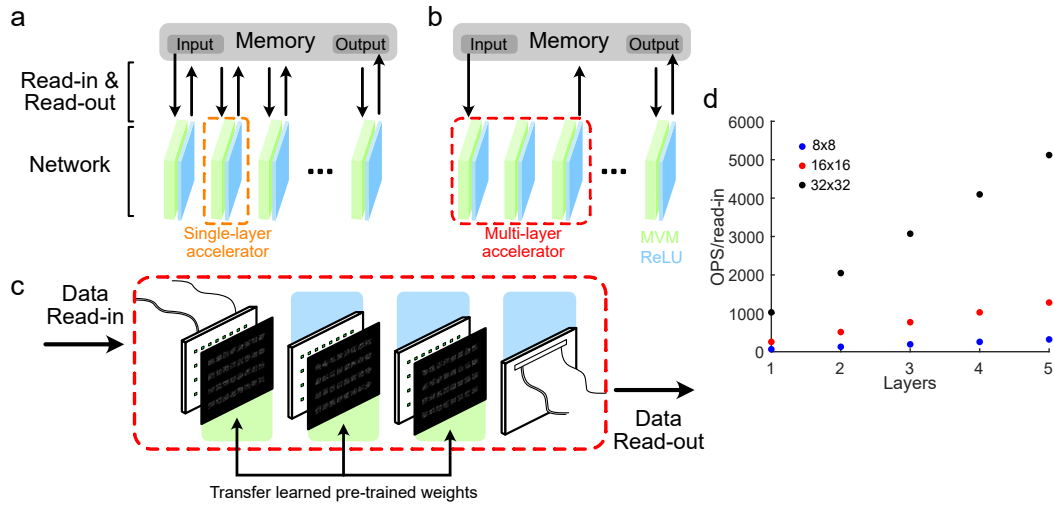 a
Input
Memory
Output
Read-in &
Read-out
Network
Single-layer
accelerator
b
Input
Memory
Output
Multi-layer
accelerator
MVM
ReLU
c
Data
Read-in
Data
Read-out
Transfer learned pre-trained weights
d
OPS/read-in
6000
5000
4000
3000
2000
1000
0
8x8
16x16
32x32
1 2 3 4 5
Layers